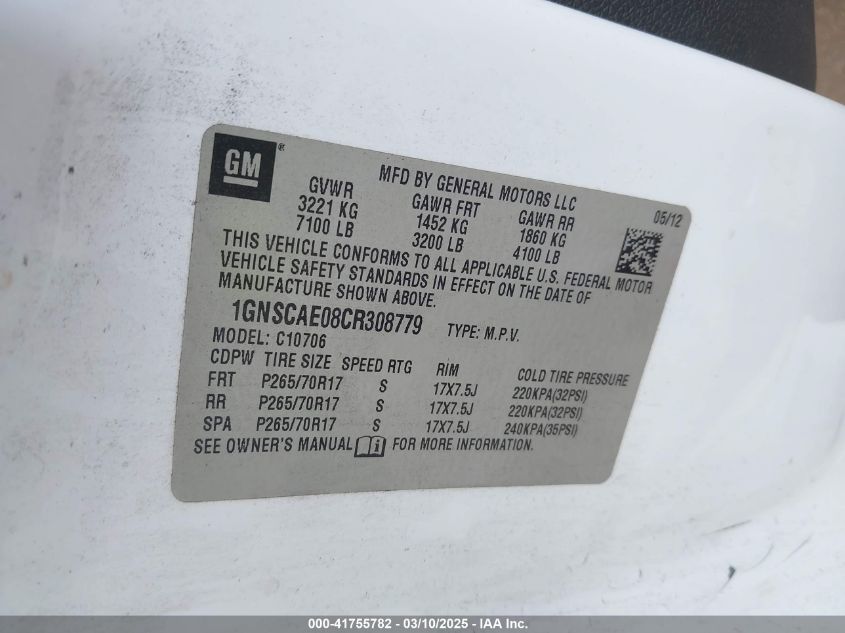 GM®
MFD BY GENERAL MOTORS LLC
05/12
GVWR GAWR FRT GAWR RR
3221 KG 1452 KG 1860 KG
7100 LB 3200 LB 4100 LB
THIS VEHICLE CONFORMS TO ALL APPLICABLE U.S. FEDERAL MOTOR
VEHICLE SAFETY STANDARDS IN EFFECT ON THE DATE OF
MANUFACTURE SHOWN ABOVE.
1GNSCAE08CR308779 TYPE: M.P.V.
MODEL: C10706
CDPW TIRE SIZE SPEED RTG RIM COLD TIRE PRESSURE
FRT P265/70R17 S 17X7.5J 220KPA(32PSI)
RR P265/70R17 S 17X7.5J 220KPA(32PSI)
SPA P265/70R17 S 17X7.5J 240KPA(35PSI)
SEE OWNER'S MANUAL FOR MORE INFORMATION.
000-41755782 - 03/10/2025 - IAA Inc.